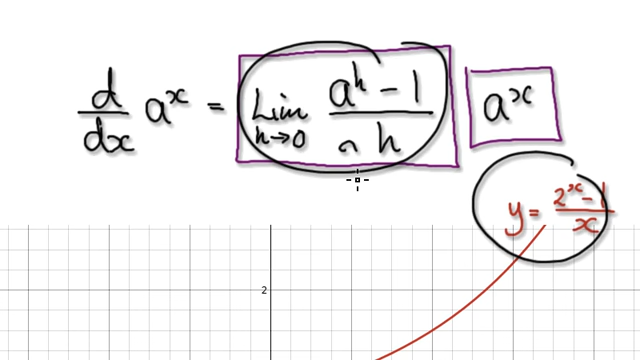 d/dx a^x = Lim h→0 (a^h - 1)/h a^x
y = (2^x - 1)/x
2